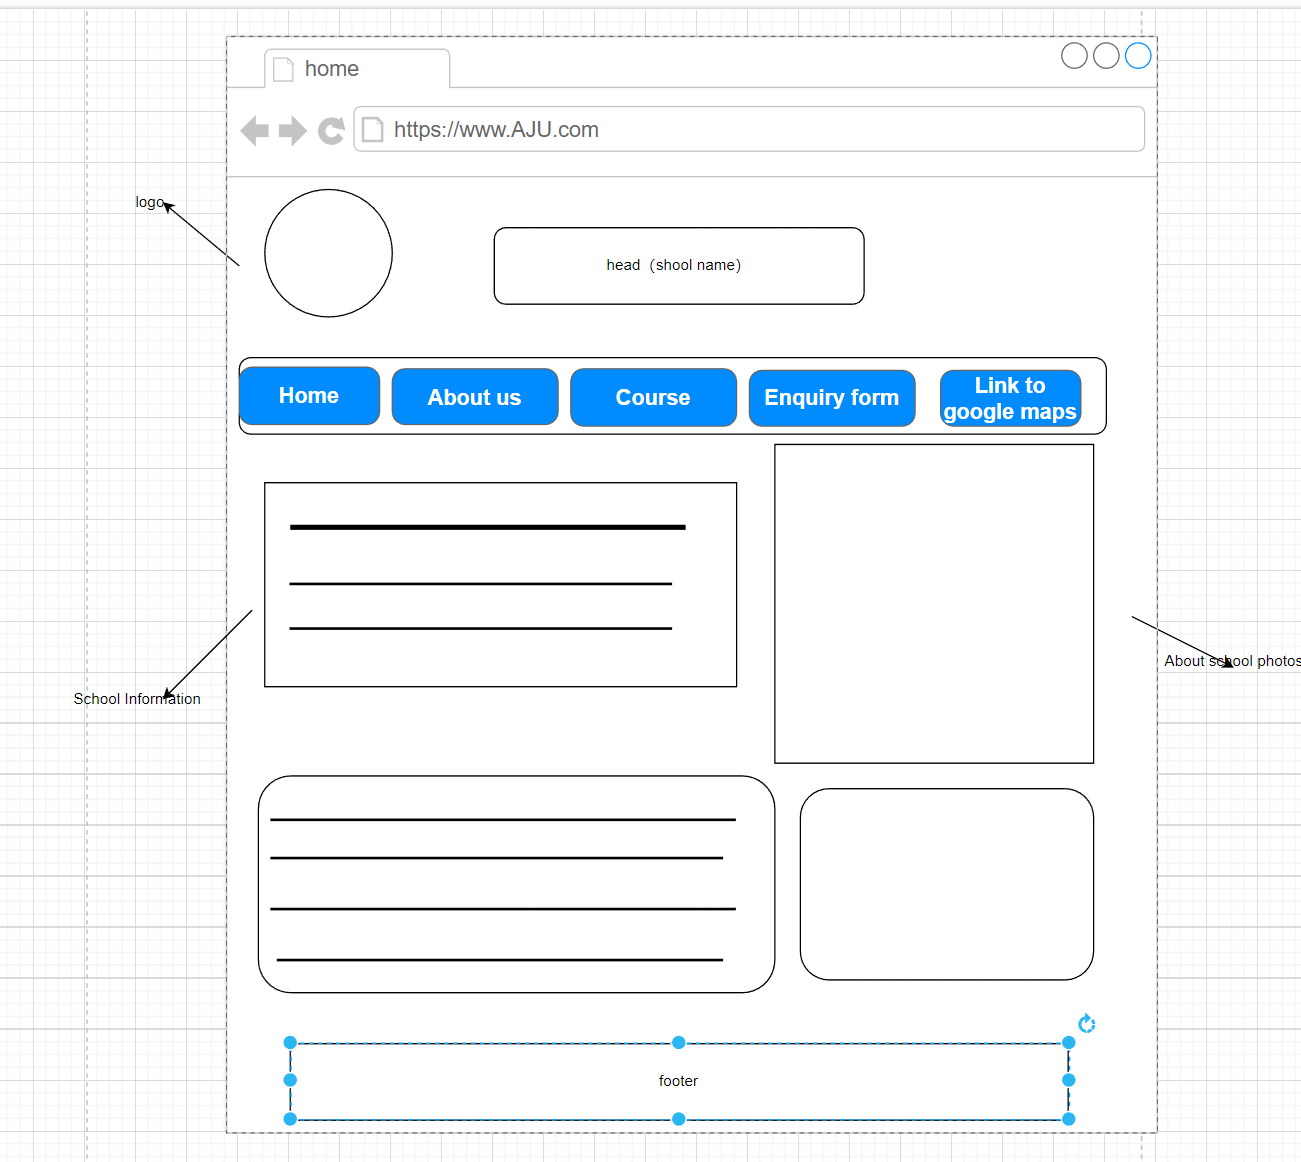 home
https://www.AJU.com
logo
head（shool name）
Home
About us
Course
Enquiry form
Link to
google maps
School Information
About school photos
footer